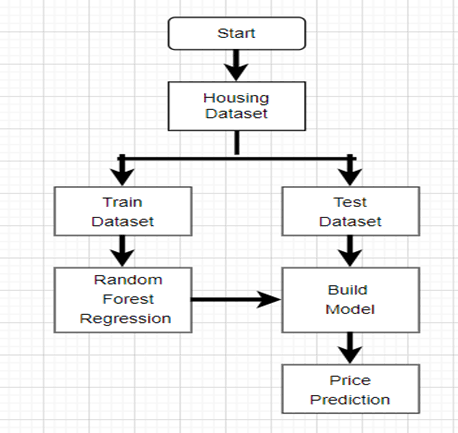 Start
Housing
Dataset
Train
Dataset
Test
Dataset
Random
Forest
Regression
Build
Model
Price
Prediction